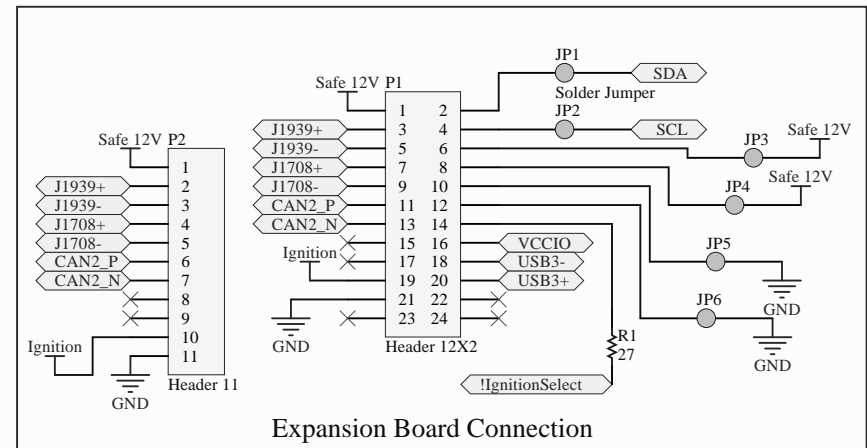 JP1
SDA
Solder Jumper
Safe 12V P1
JP2
1 2
J1939+ 3 4 SCL
JP3 Safe 12V
J1939- 5 6
Safe 12V P2
J1708+ 7 8
JP4 Safe 12V
1
J1708- 9 10
J1939+ 2
CAN2_P 11 12
J1939- 3
CAN2_N 13 14
J1708+ 4
15 16 VCCIO
JP5
J1708- 5
Ignition
17 18 USB3-
CAN2_P 6
19 20 USB3+
CAN2_N 7
21 22
JP6
GND
8
23 24
9
GND
Header 12X2
R1
27
Ignition 10
11
GND
GND
Header 11
!IgnitionSelect
Expansion Board Connection